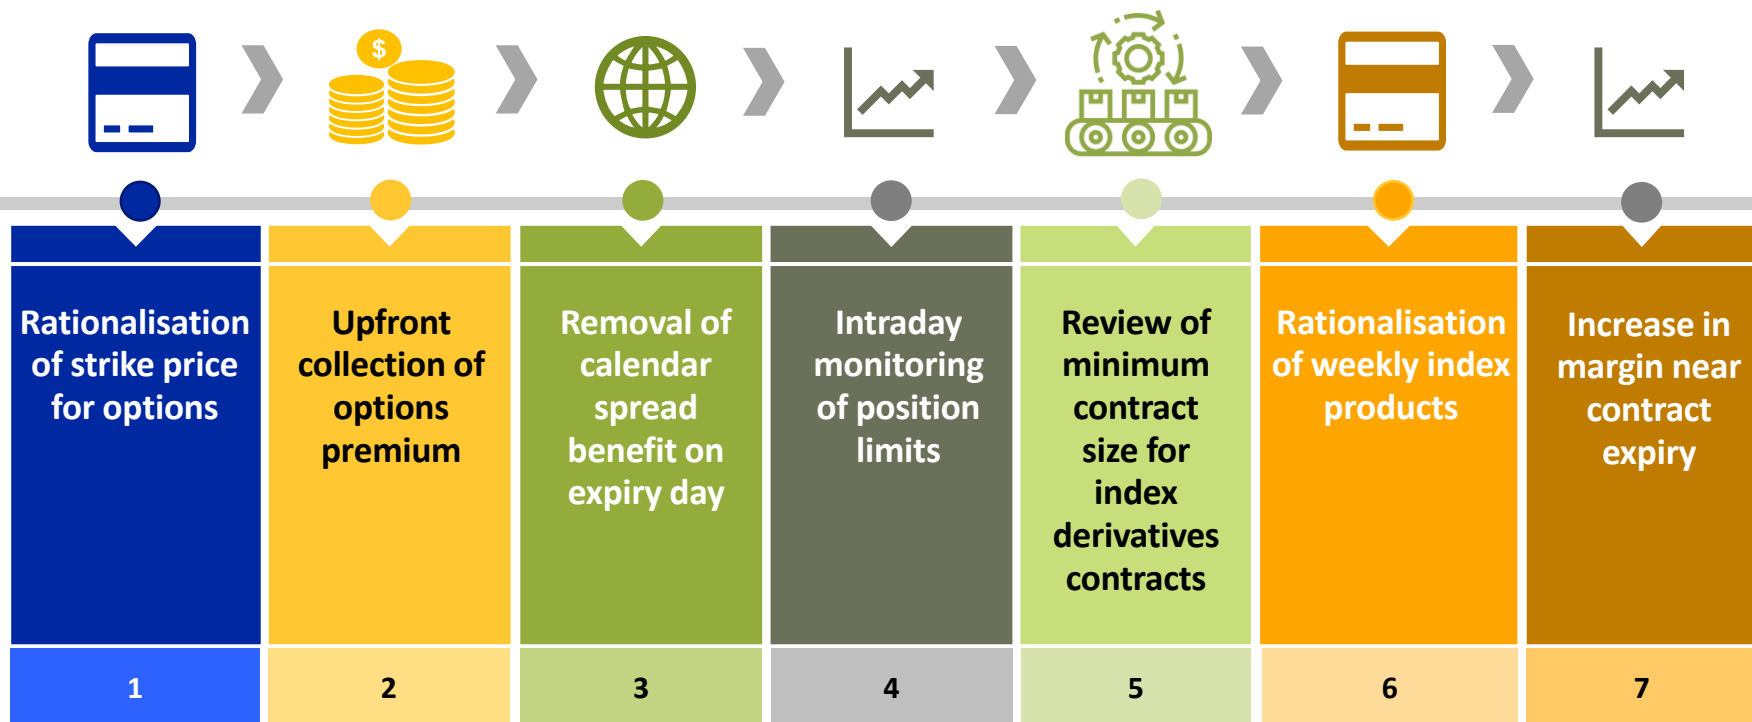 $
Rationalisation
of strike price
for options
1
Upfront
collection of
options
premium
2
Removal of
calendar
spread
benefit on
expiry day
3
Intraday
monitoring
of position
limits
4
Review of
minimum
contract
size for
index
derivatives
contracts
5
Rationalisation
of weekly index
products
6
Increase in
margin near
contract
expiry
7